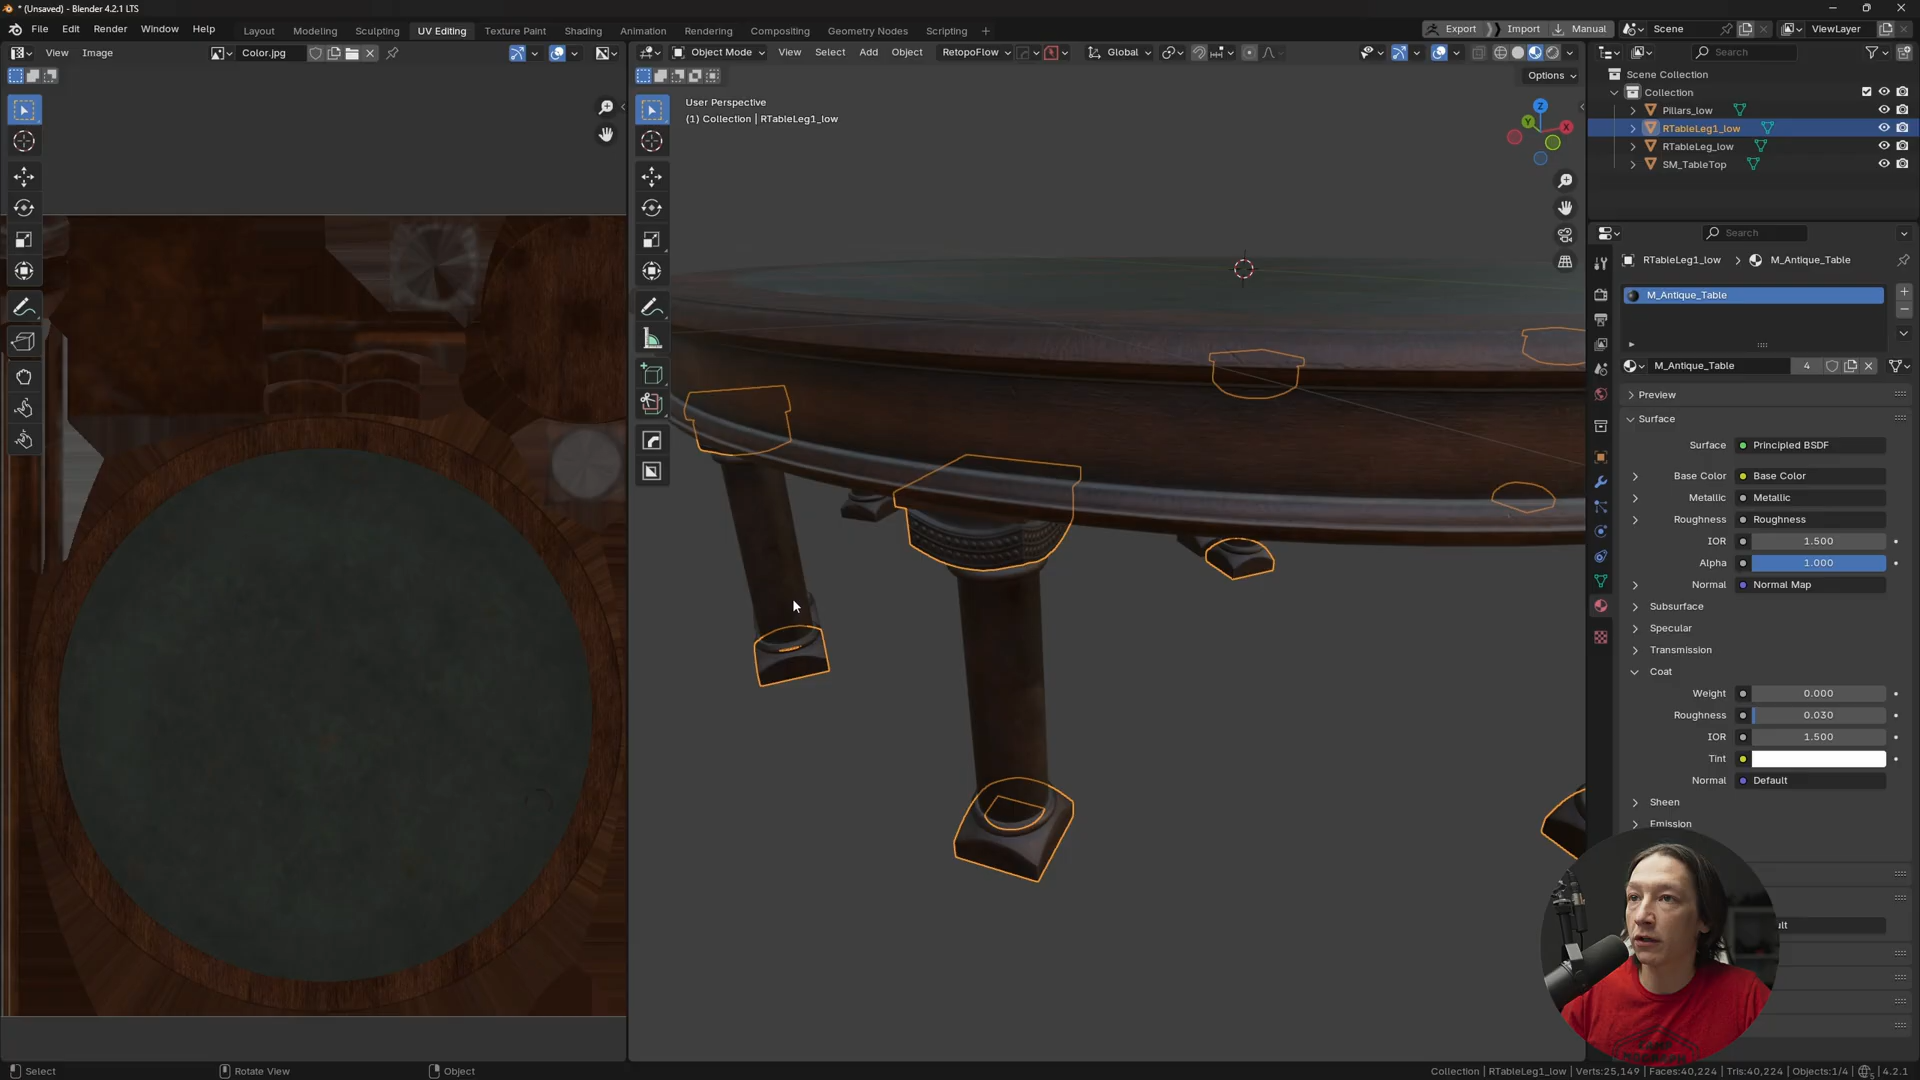 * (Unsaved) - Blender 4.2.1 LTS
File Edit Render Window Help
Layout Modeling Sculpting UV Editing Texture Paint Shading Animation Rendering Compositing Geometry Nodes Scripting +
Export Import Manual Scene ViewLayer
View Image Color.jpg
Object Mode View Select Add Object RetopoFlow Global
Search
Options
User Perspective
(1) Collection | RTableLeg1_low
Z
Y
X
Scene Collection
Collection
Pillars_low
RTableLeg1_low
RTableLeg_low
SM_TableTop
Search
RTableLeg1_low > M_Antique_Table
M_Antique_Table
M_Antique_Table 4
Preview
Surface
Surface Principled BSDF
Base Color Base Color
Metallic Metallic
Roughness Roughness
IOR 1.500
Alpha 1.000
Normal Normal Map
Subsurface
Specular
Transmission
Coat
Weight 0.000
Roughness 0.030
IOR 1.500
Tint
Normal Default
Sheen
Emission
Select Rotate View Object
Collection | RTableLeg1_low | Verts:25,149 | Faces:40,224 | Tris:40,224 | Objects:1/4 | 4.2.1